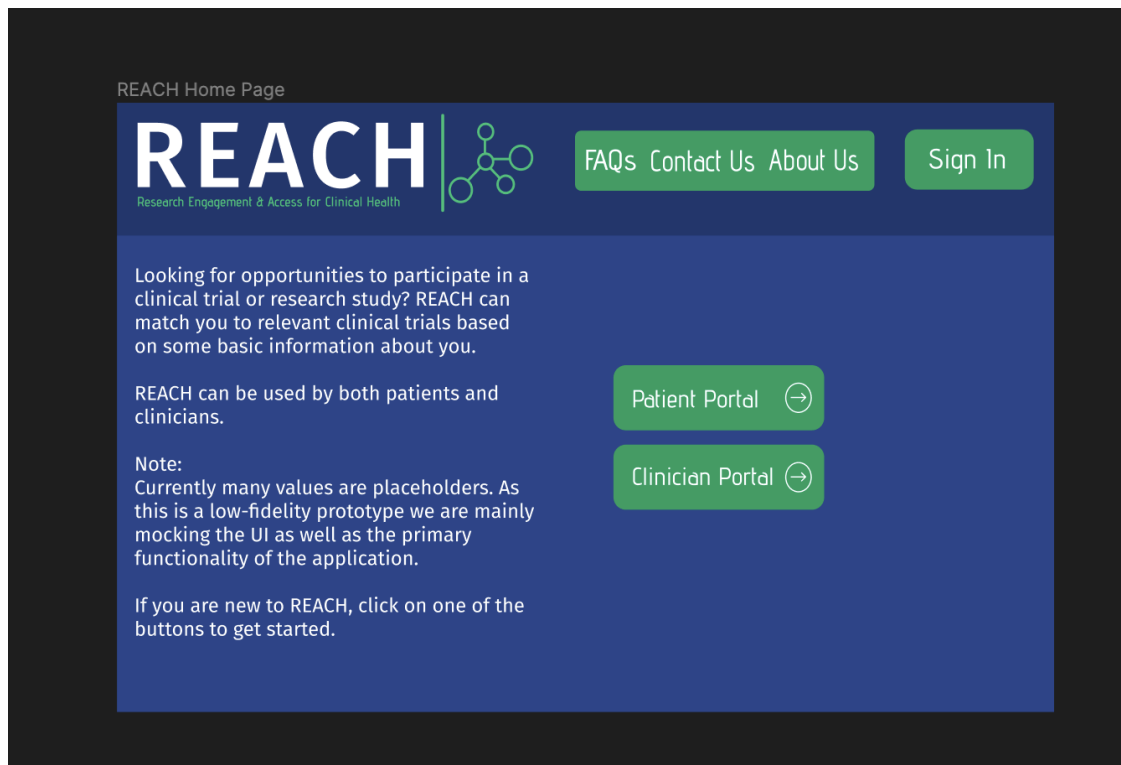 REACH Home Page
REACH
Research Engagement & Access for Clinical Health
FAQs Contact Us About Us
Sign In
Looking for opportunities to participate in a
clinical trial or research study? REACH can
match you to relevant clinical trials based
on some basic information about you.
REACH can be used by both patients and
clinicians.
Note:
Currently many values are placeholders. As
this is a low-fidelity prototype we are mainly
mocking the UI as well as the primary
functionality of the application.
If you are new to REACH, click on one of the
buttons to get started.
Patient Portal
Clinician Portal